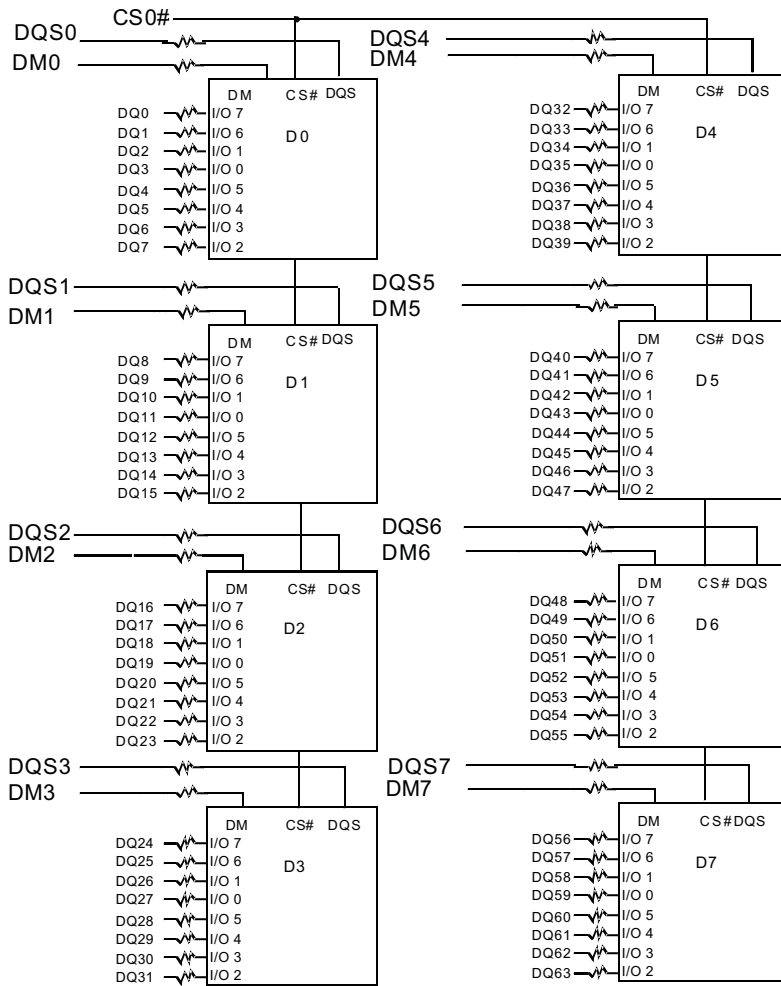 CS0#
DQS0
DM0
DM CS# DQS
D0
DQ0 I/O 7
DQ1 I/O 6
DQ2 I/O 1
DQ3 I/O 0
DQ4 I/O 5
DQ5 I/O 4
DQ6 I/O 3
DQ7 I/O 2
DQS1
DM1
DM CS# DQS
D1
DQ8 I/O 7
DQ9 I/O 6
DQ10 I/O 1
DQ11 I/O 0
DQ12 I/O 5
DQ13 I/O 4
DQ14 I/O 3
DQ15 I/O 2
DQS2
DM2
DM CS# DQS
D2
DQ16 I/O 7
DQ17 I/O 6
DQ18 I/O 1
DQ19 I/O 0
DQ20 I/O 5
DQ21 I/O 4
DQ22 I/O 3
DQ23 I/O 2
DQS3
DM3
DM CS# DQS
D3
DQ24 I/O 7
DQ25 I/O 6
DQ26 I/O 1
DQ27 I/O 0
DQ28 I/O 5
DQ29 I/O 4
DQ30 I/O 3
DQ31 I/O 2
DQS4
DM4
DM CS# DQS
D4
DQ32 I/O 7
DQ33 I/O 6
DQ34 I/O 1
DQ35 I/O 0
DQ36 I/O 5
DQ37 I/O 4
DQ38 I/O 3
DQ39 I/O 2
DQS5
DM5
DM CS# DQS
D5
DQ40 I/O 7
DQ41 I/O 6
DQ42 I/O 1
DQ43 I/O 0
DQ44 I/O 5
DQ45 I/O 4
DQ46 I/O 3
DQ47 I/O 2
DQS6
DM6
DM CS# DQS
D6
DQ48 I/O 7
DQ49 I/O 6
DQ50 I/O 1
DQ51 I/O 0
DQ52 I/O 5
DQ53 I/O 4
DQ54 I/O 3
DQ55 I/O 2
DQS7
DM7
DM CS# DQS
D7
DQ56 I/O 7
DQ57 I/O 6
DQ58 I/O 1
DQ59 I/O 0
DQ60 I/O 5
DQ61 I/O 4
DQ62 I/O 3
DQ63 I/O 2